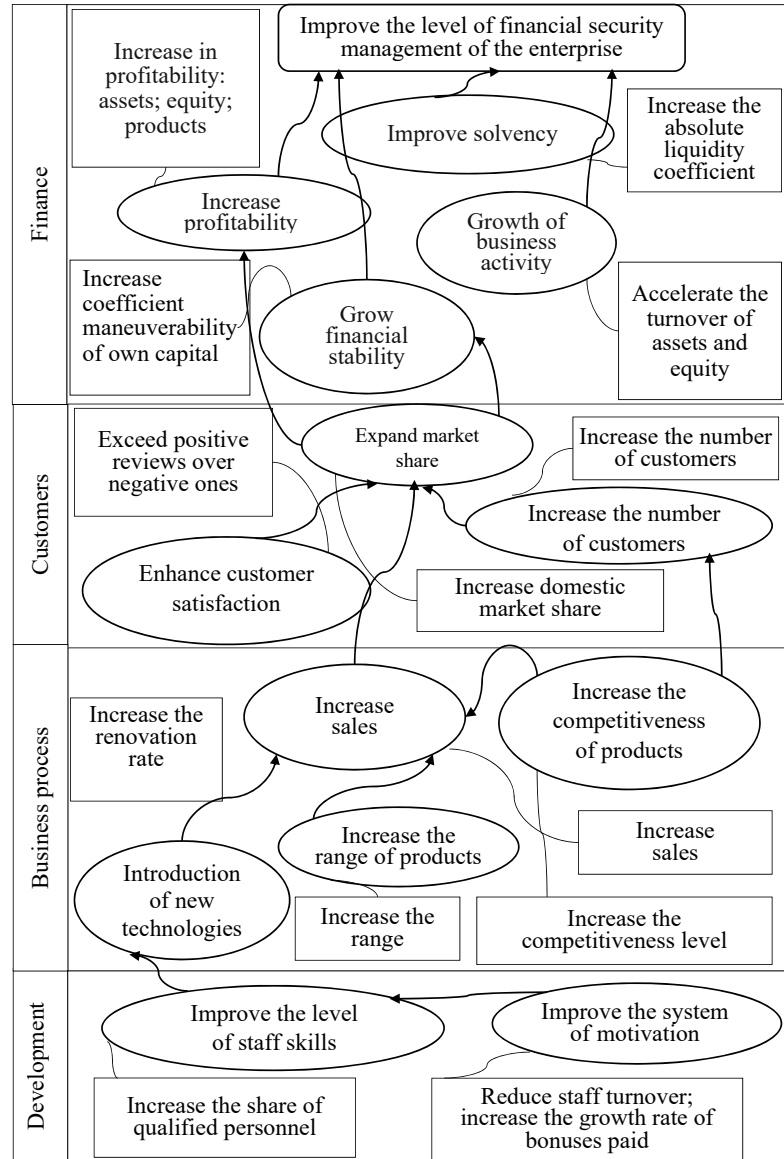 Finance
Improve the level of financial security
management of the enterprise
Increase in
profitability:
assets; equity;
products
Improve solvency
Increase the
absolute
liquidity
coefficient
Increase
profitability
Growth of
business
activity
Increase
coefficient
maneuverability
of own capital
Grow
financial
stability
Accelerate the
turnover of
assets and
equity
Customers
Exceed positive
reviews over
negative ones
Expand market
share
Increase the number
of customers
Increase the number
of customers
Enhance customer
satisfaction
Increase domestic
market share
Business process
Increase the
renovation
rate
Increase
sales
Increase the
competitiveness
of products
Increase the
range of products
Increase
sales
Introduction
of new
technologies
Increase the
range
Increase the
competitiveness level
Development
Improve the level
of staff skills
Improve the system
of motivation
Increase the share of
qualified personnel
Reduce staff turnover;
increase the growth rate of
bonuses paid